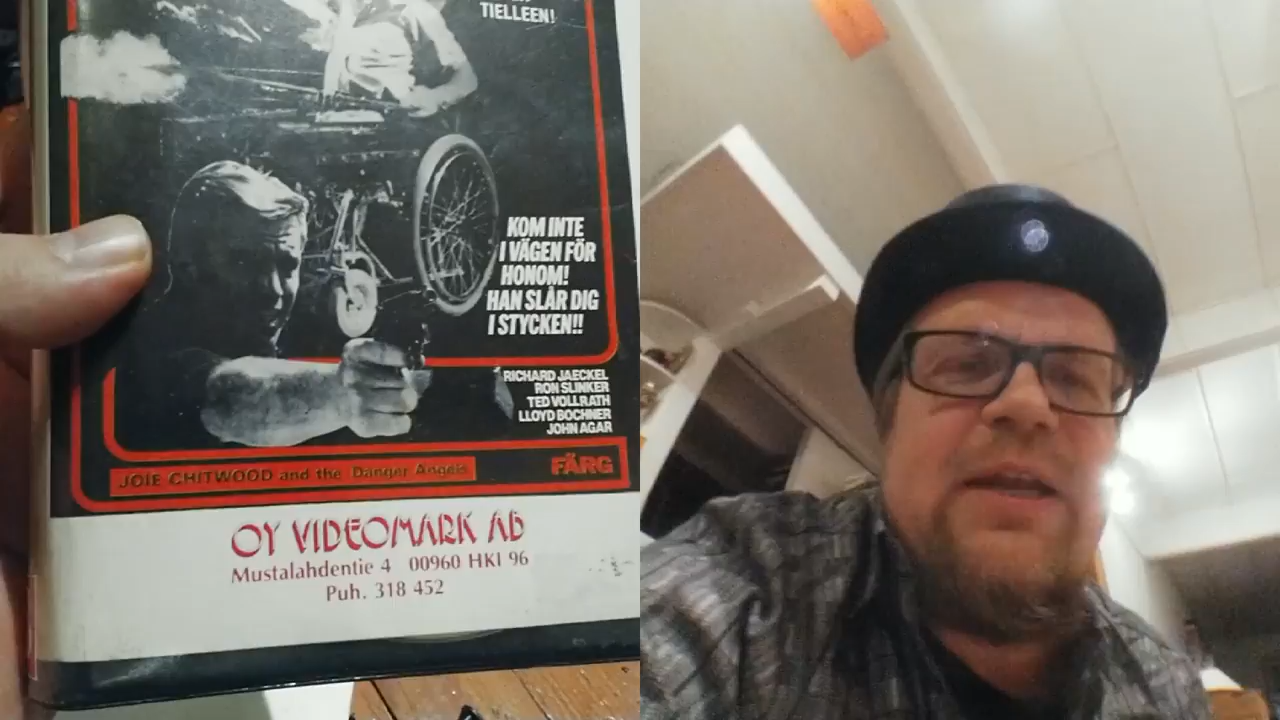 TIELLEEN!
KOM INTE
I VÄGEN FÖR
HONOM!
HAN SLÅR DIG
I STYCKEN!!
RICHARD JAECKEL
RON SLINKER
TED VOLLRATH
LLOYD BOCHNER
JOHN AGAR
JOIE CHITWOOD and the Danger Angels
FÄRG
OY VIDEOMARK AB
Mustalahdentie 4 00960 HKI 96
Puh. 318 452